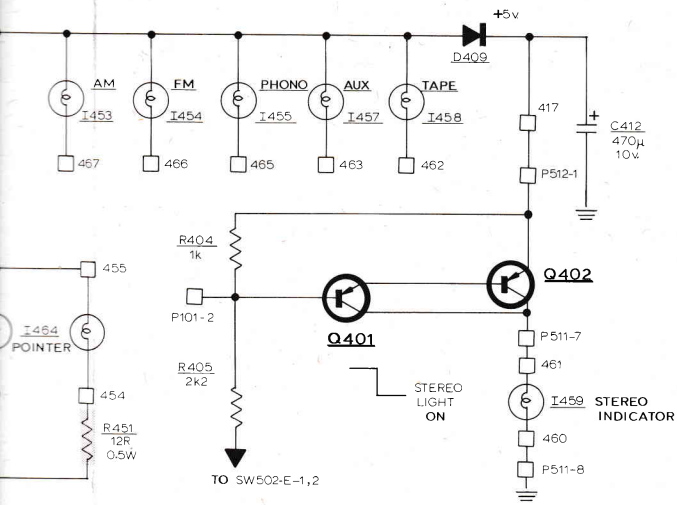 +5v.
D409
AM
FM
PHONO
AUX
TAPE
I453
I454
I455
I457
I458
467
466
465
463
462
417
+
C412
470µ
10v.
P512-1
R404
1k
455
P101-2
Q401
Q402
I464
POINTER
R405
2k2
P511-7
461
STEREO
LIGHT
ON
I459 STEREO
INDICATOR
454
R451
12R
0.5W
460
P511-8
TO SW502-E-1,2